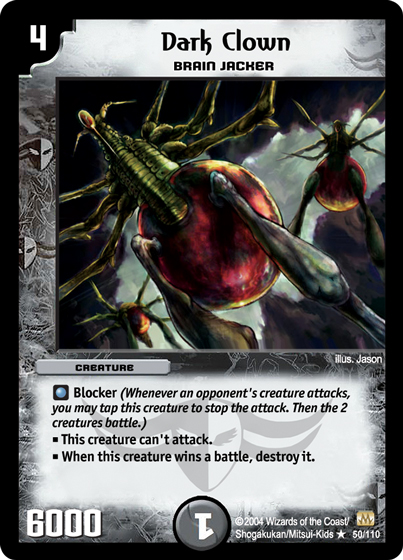 4
Dark Clown
BRAIN JACKER
illus. Jason
CREATURE
Blocker (Whenever an opponent's creature attacks,
you may tap this creature to stop the attack. Then the 2
creatures battle.)
▪ This creature can't attack.
▪ When this creature wins a battle, destroy it.
6000
1
©2004 Wizards of the Coast/
Shogakukan/Mitsui-Kids ★ 50/110